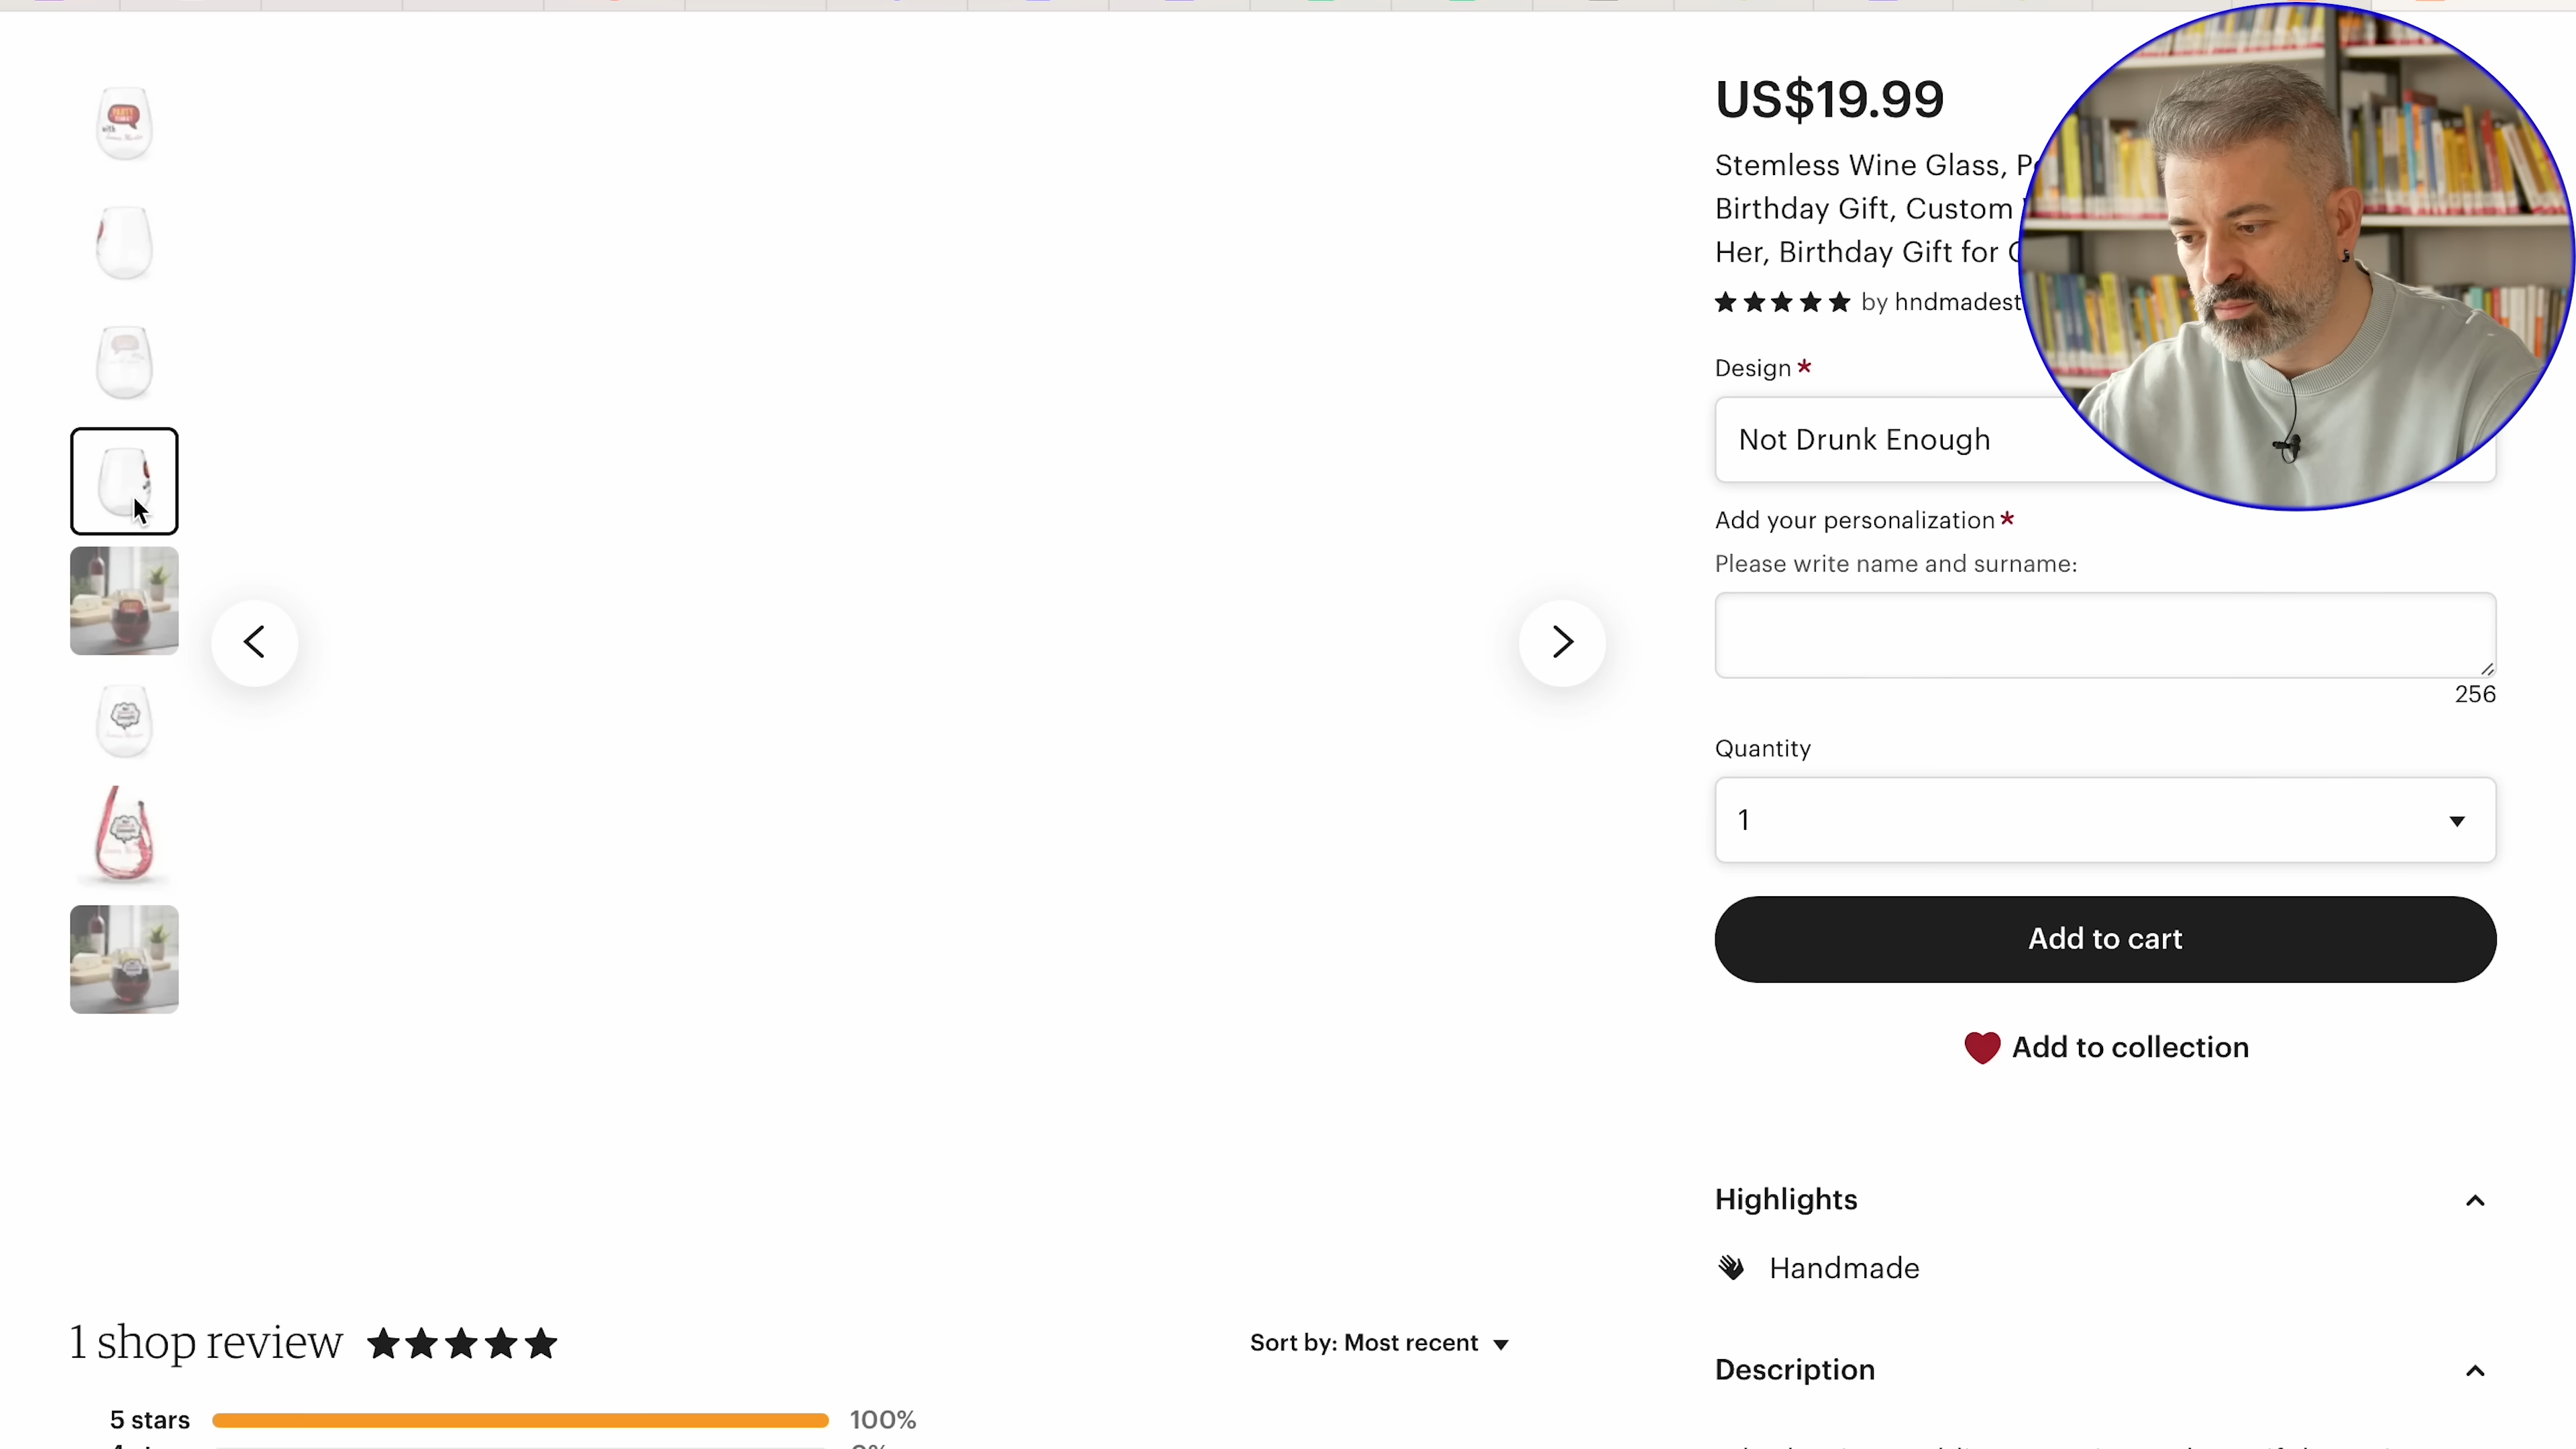 US$19.99
Stemless Wine Glass,
Birthday Gift, Custom
Her, Birthday Gift for
by hndmadest
Design*
Not Drunk Enough
Add your personalization*
Please write name and surname:
256
Quantity
1
Add to cart
Add to collection
Highlights
Handmade
1 shop review
Sort by: Most recent
Description
5 stars 100%
PARTY
with